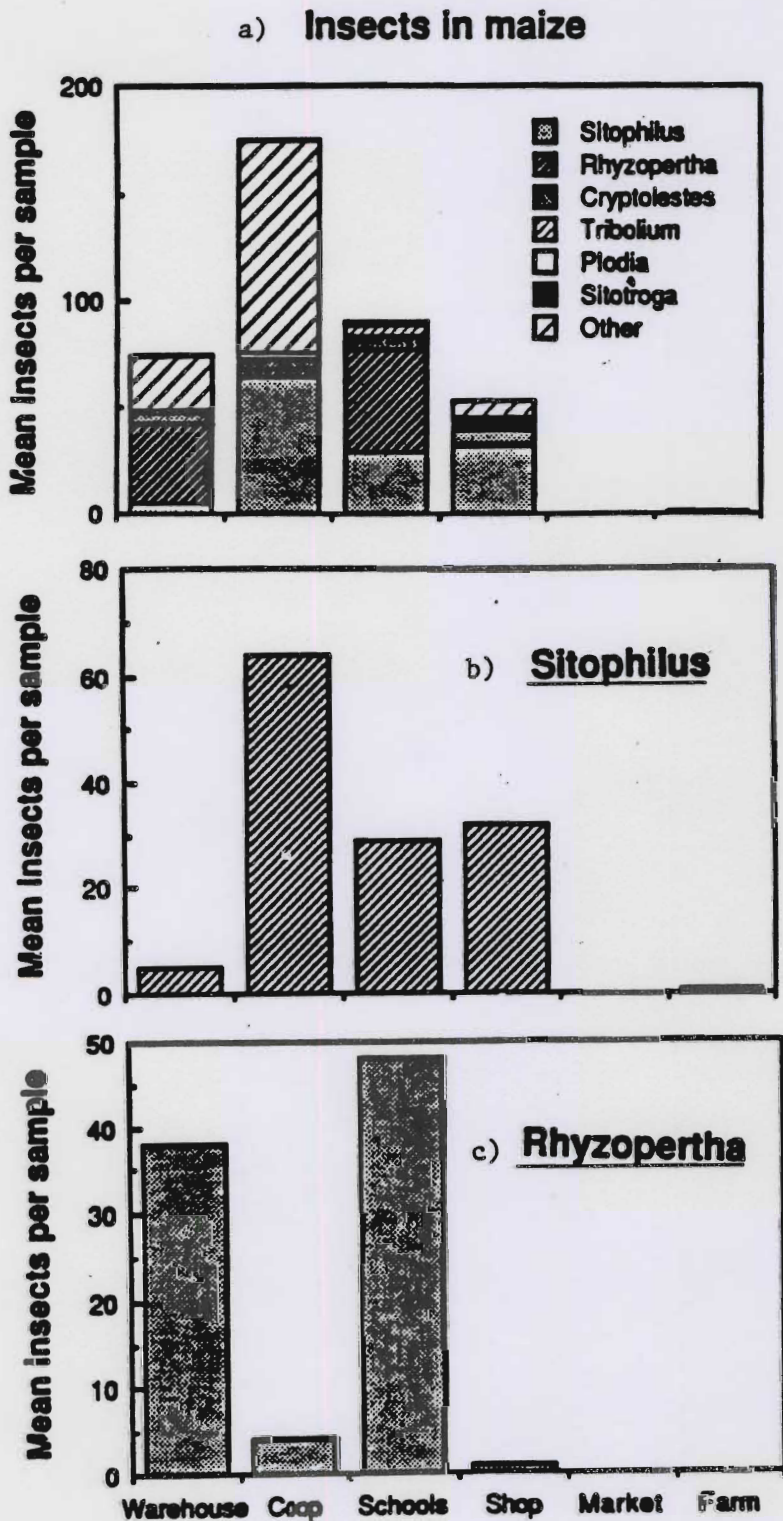 a) Insects in maize
Mean insects per sample
200
100
0
Sitophilus
Rhyzopertha
Cryptolestes
Tribolium
Plodia
Sitotroga
Other
Mean insects per sample
80
60
40
20
0
b) Sitophilus
Mean insects per sample
50
40
30
20
10
0
c) Rhyzopertha
Warehouse Coop Schools Shop Market Farm